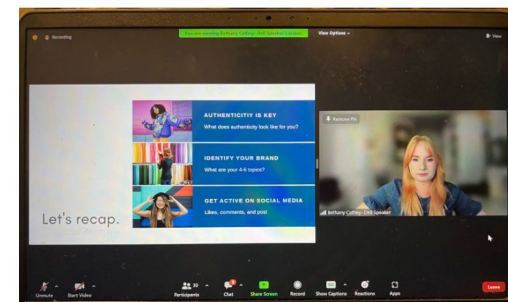 Recording
You are viewing Bethany Cathey- Dell Speaker's screen
View Options
View
Remove Pin
AUTHENTICITIY IS KEY
What does authenticity look like for you?
IDENTIFY YOUR BRAND
What are your 4-6 topics?
GET ACTIVE ON SOCIAL MEDIA
Likes, comments, and post
Let's recap.
Bethany Cathey- Dell Speaker
30
Unmute
Start Video
Participants
Chat
Share Screen
Record
Show Captions
Reactions
Apps
Leave